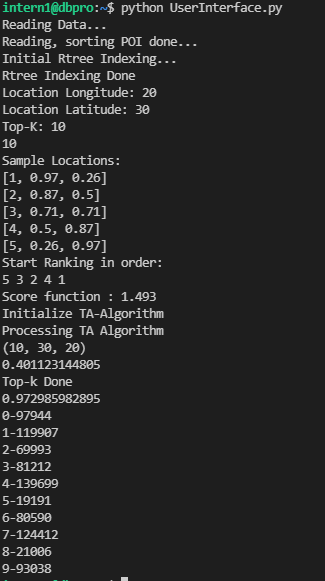 intern1@dbpro:~$ python UserInterface.py
Reading Data...
Reading, sorting POI done...
Initial Rtree Indexing...
Rtree Indexing Done
Location Longitude: 20
Location Latitude: 30
Top-K: 10
10
Sample Locations:
[1, 0.97, 0.26]
[2, 0.87, 0.5]
[3, 0.71, 0.71]
[4, 0.5, 0.87]
[5, 0.26, 0.97]
Start Ranking in order:
5 3 2 4 1
Score function : 1.493
Initialize TA-Algorithm
Processing TA Algorithm
(10, 30, 20)
0.401123144805
Top-k Done
0.972985982895
0-97944
1-119907
2-69993
3-81212
4-139699
5-19191
6-80590
7-124412
8-21006
9-93038